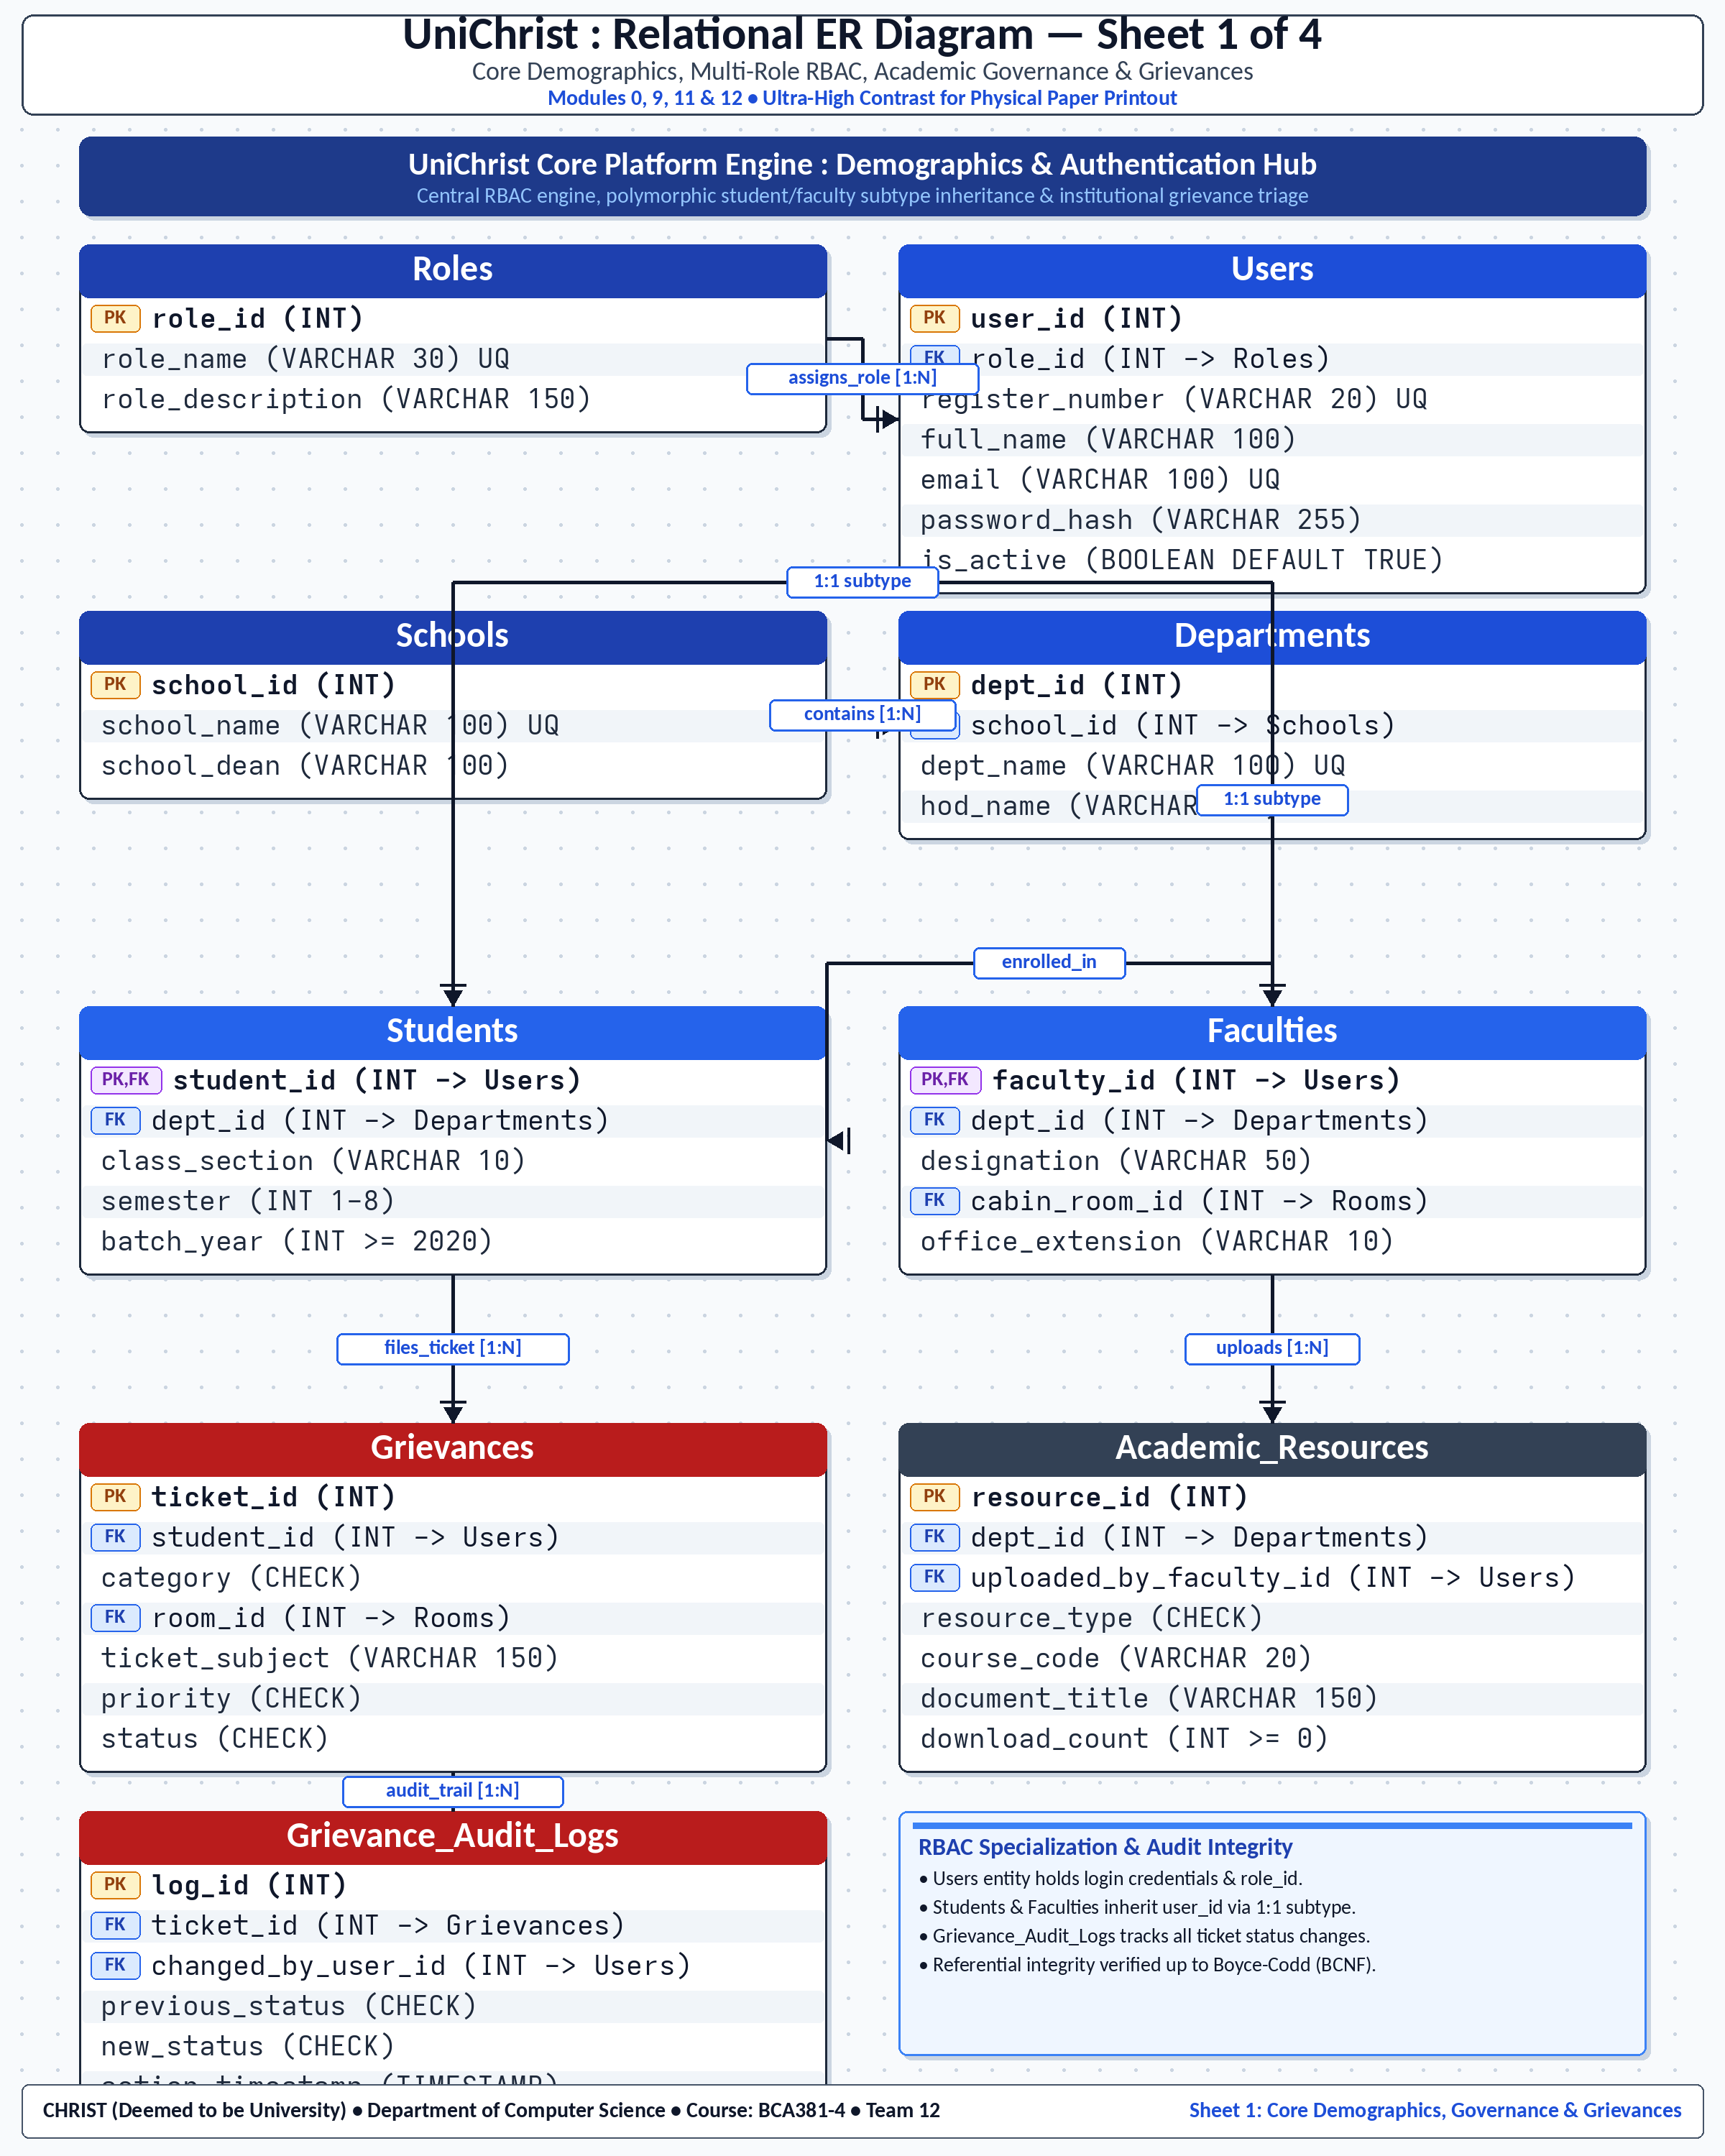 UniChrist : Relational ER Diagram — Sheet 1 of 4
Core Demographics, Multi-Role RBAC, Academic Governance & Grievances
Modules 0, 9, 11 & 12 • Ultra-High Contrast for Physical Paper Printout
UniChrist Core Platform Engine : Demographics & Authentication Hub
Central RBAC engine, polymorphic student/faculty subtype inheritance & institutional grievance triage
Roles
PK role_id (INT)
role_name (VARCHAR 30) UQ
role_description (VARCHAR 150)
assigns_role [1:N]
Users
PK user_id (INT)
FK role_id (INT -> Roles)
register_number (VARCHAR 20) UQ
full_name (VARCHAR 100)
email (VARCHAR 100) UQ
password_hash (VARCHAR 255)
is_active (BOOLEAN DEFAULT TRUE)
1:1 subtype
Schools
PK school_id (INT)
school_name (VARCHAR 100) UQ
school_dean (VARCHAR 100)
contains [1:N]
Departments
PK dept_id (INT)
school_id (INT -> Schools)
dept_name (VARCHAR 100) UQ
hod_name (VARCHAR
1:1 subtype
enrolled_in
Students
PK,FK student_id (INT -> Users)
FK dept_id (INT -> Departments)
class_section (VARCHAR 10)
semester (INT 1-8)
batch_year (INT >= 2020)
Faculties
PK,FK faculty_id (INT -> Users)
FK dept_id (INT -> Departments)
designation (VARCHAR 50)
FK cabin_room_id (INT -> Rooms)
office_extension (VARCHAR 10)
files_ticket [1:N]
uploads [1:N]
Grievances
PK ticket_id (INT)
FK student_id (INT -> Users)
category (CHECK)
FK room_id (INT -> Rooms)
ticket_subject (VARCHAR 150)
priority (CHECK)
status (CHECK)
Academic_Resources
PK resource_id (INT)
FK dept_id (INT -> Departments)
FK uploaded_by_faculty_id (INT -> Users)
resource_type (CHECK)
course_code (VARCHAR 20)
document_title (VARCHAR 150)
download_count (INT >= 0)
audit_trail [1:N]
Grievance_Audit_Logs
PK log_id (INT)
FK ticket_id (INT -> Grievances)
FK changed_by_user_id (INT -> Users)
previous_status (CHECK)
new_status (CHECK)
action_timestamp (TIMESTAMP)
RBAC Specialization & Audit Integrity
• Users entity holds login credentials & role_id.
• Students & Faculties inherit user_id via 1:1 subtype.
• Grievance_Audit_Logs tracks all ticket status changes.
• Referential integrity verified up to Boyce-Codd (BCNF).
CHRIST (Deemed to be University) • Department of Computer Science • Course: BCA381-4 • Team 12
Sheet 1: Core Demographics, Governance & Grievances